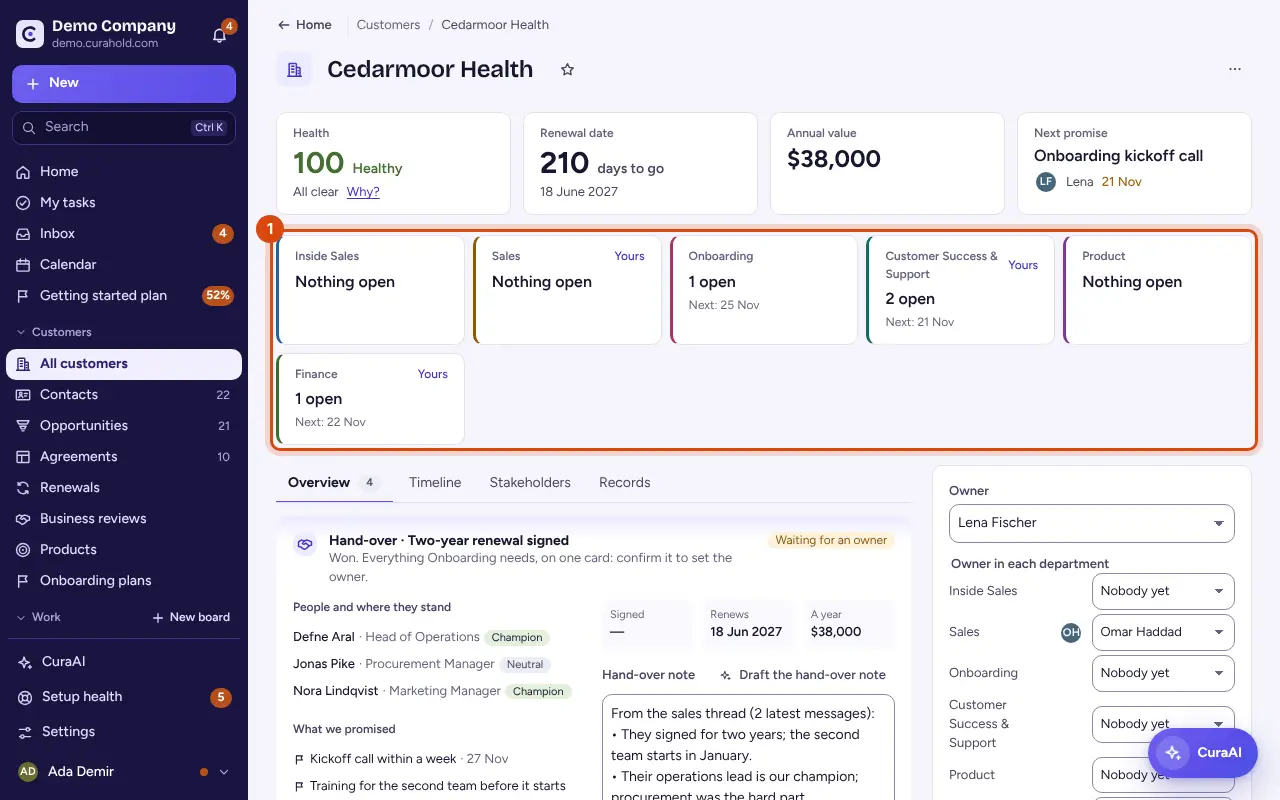 Demo Company
demo.curahold.com
4
New
Search
Ctrl K
Home
My tasks
Inbox
4
Calendar
Getting started plan
52%
Customers
All customers
Contacts
22
Opportunities
21
Agreements
10
Renewals
Business reviews
Products
Onboarding plans
Work
New board
CuraAI
Setup health
5
Settings
AD
Ada Demir
Home
Customers / Cedarmoor Health
Cedarmoor Health
Health
100 Healthy
All clear Why?
Renewal date
210 days to go
18 June 2027
Annual value
$38,000
Next promise
Onboarding kickoff call
LF Lena 21 Nov
1
Inside Sales
Nothing open
Sales
Yours
Nothing open
Onboarding
1 open
Next: 25 Nov
Customer Success &
Support
Yours
2 open
Next: 21 Nov
Product
Nothing open
Finance
Yours
1 open
Next: 22 Nov
Overview 4
Timeline
Stakeholders
Records
Hand-over · Two-year renewal signed
Waiting for an owner
Won. Everything Onboarding needs, on one card: confirm it to set the
owner.
People and where they stand
Defne Aral · Head of Operations Champion
Jonas Pike · Procurement Manager Neutral
Nora Lindqvist · Marketing Manager Champion
What we promised
Kickoff call within a week · 27 Nov
Training for the second team before it starts
Signed
—
Renews
18 Jun 2027
A year
$38,000
Hand-over note
Draft the hand-over note
From the sales thread (2 latest messages):
• They signed for two years; the second
team starts in January.
• Their operations lead is our champion;
procurement was the hard part.
Owner
Lena Fischer
Owner in each department
Inside Sales
Nobody yet
Sales
OH
Omar Haddad
Onboarding
Nobody yet
Customer
Success &
Support
Nobody yet
Product
Nobody yet
CuraAI